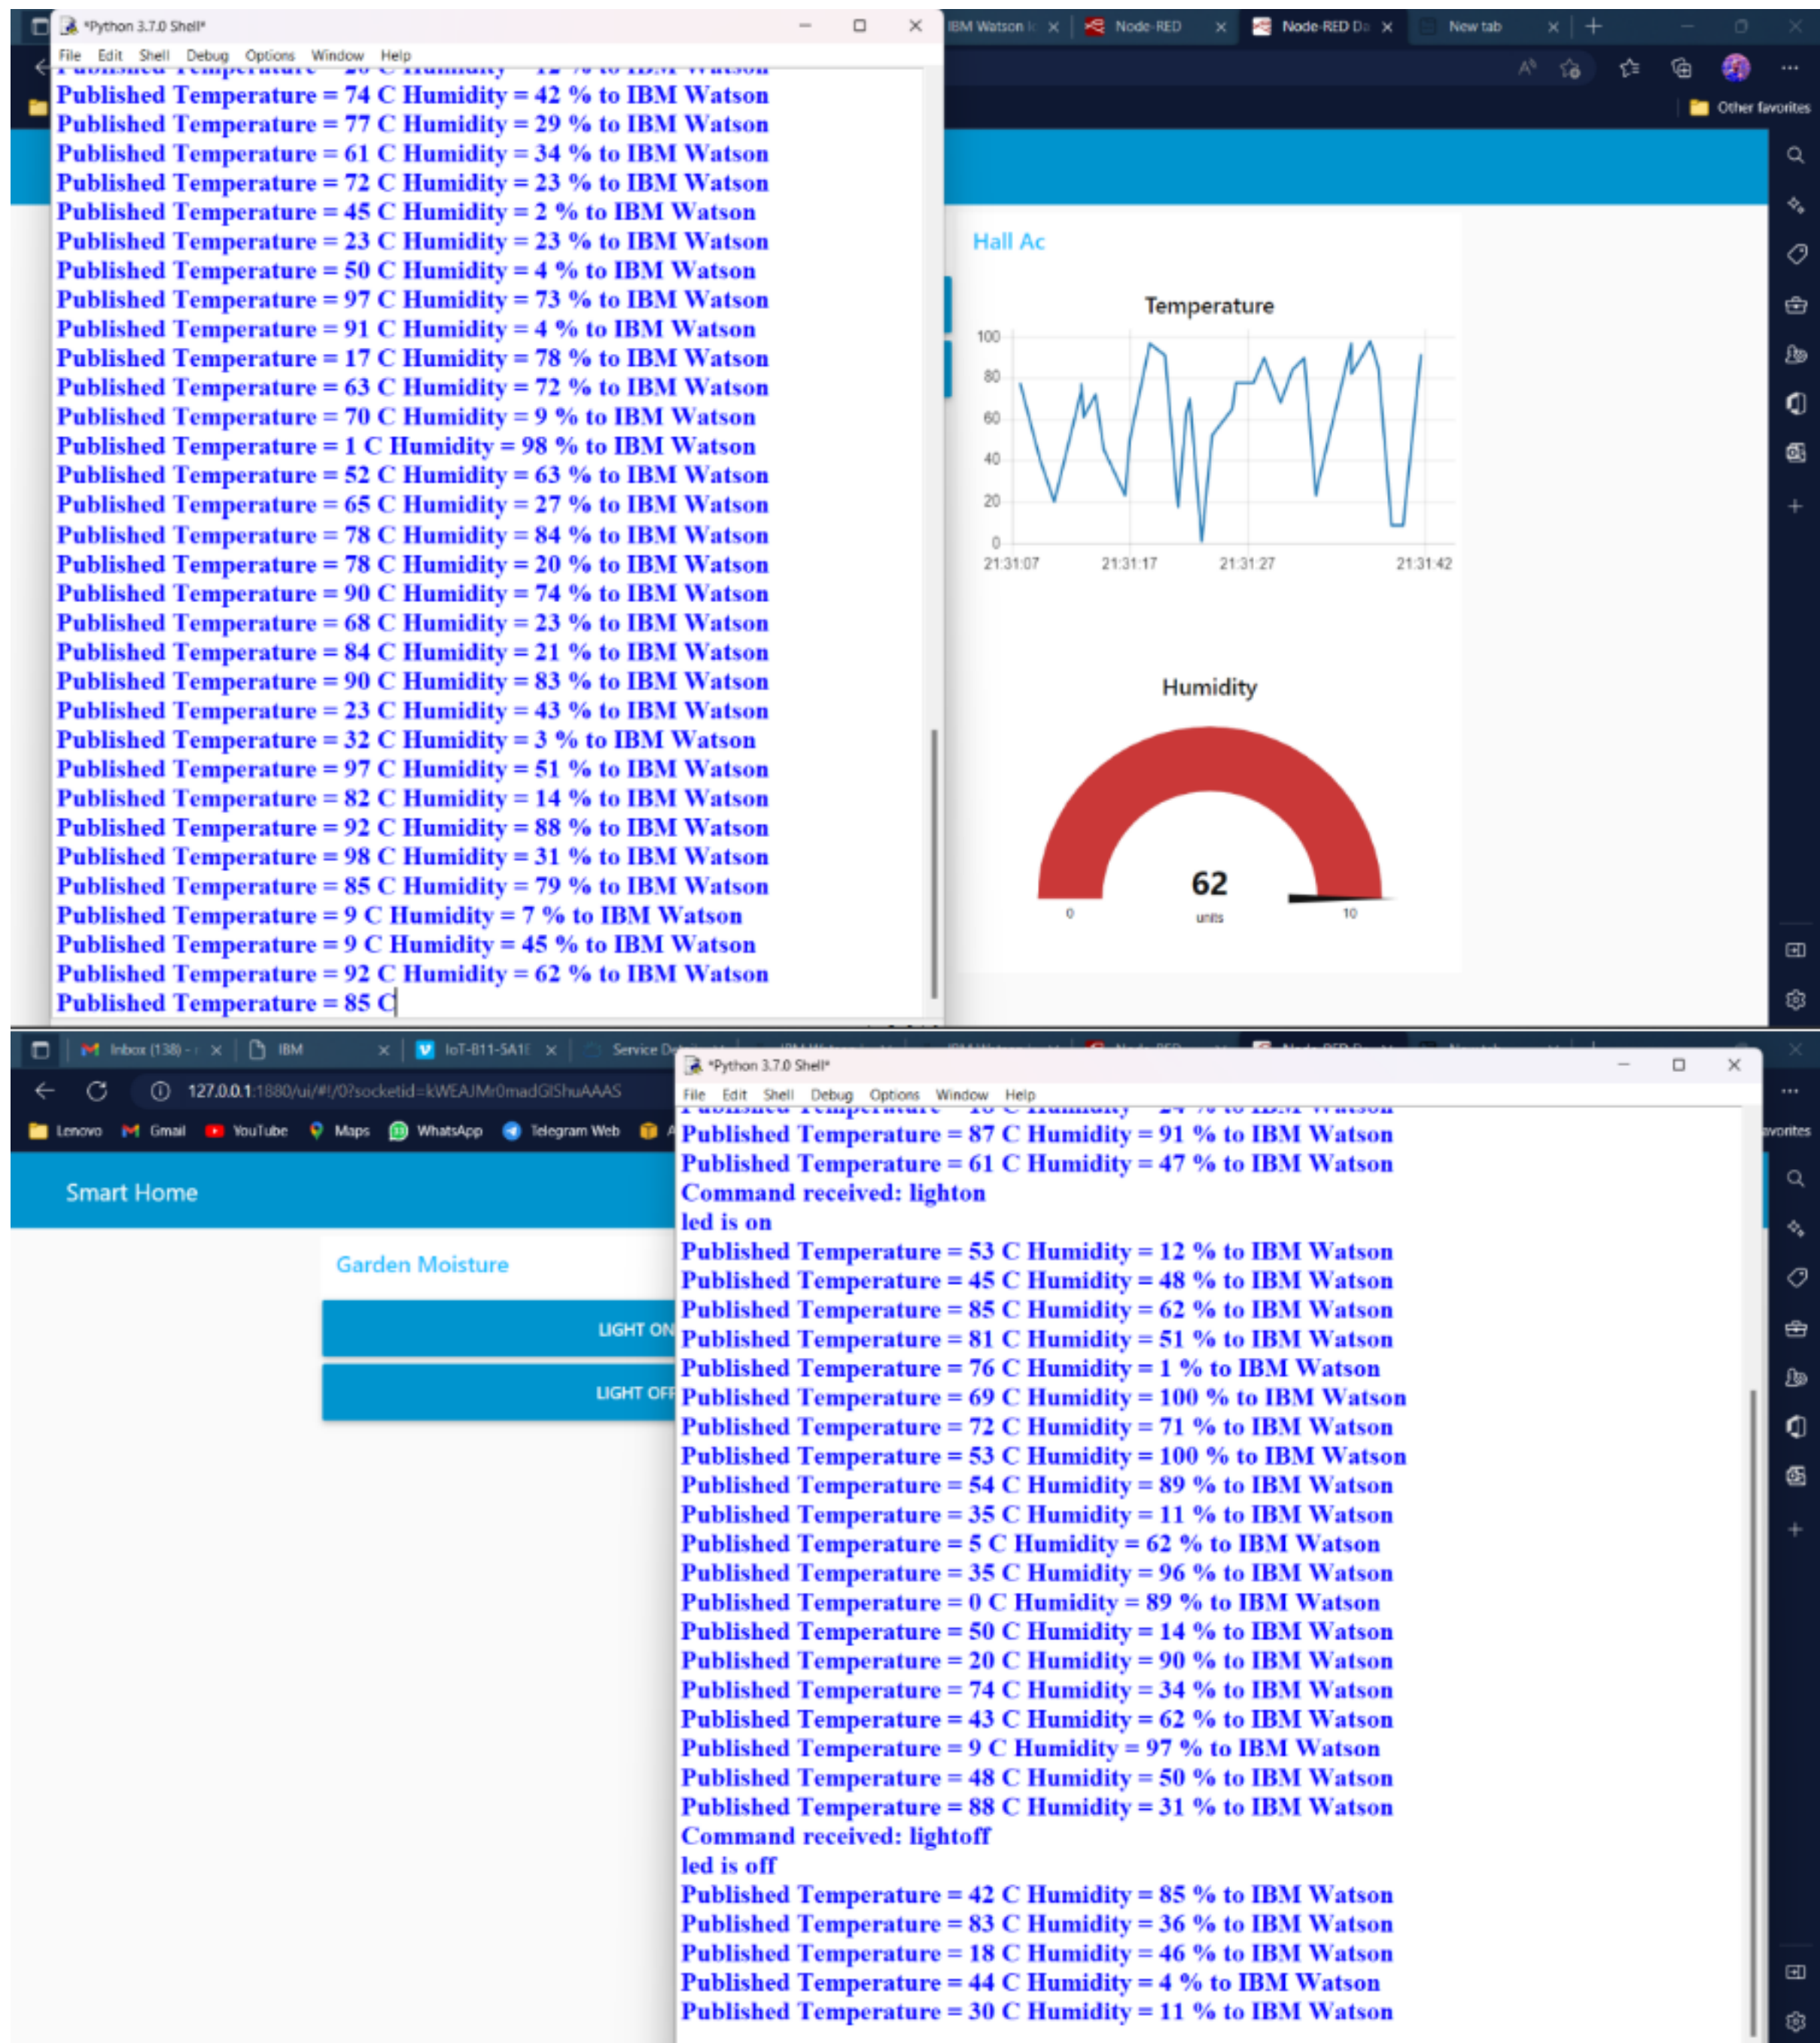 *Python 3.7.0 Shell*
IBM Watson
Node-RED
Node-RED Da
New tab
File Edit Shell Debug Options Window Help
Other favorites
Published Temperature = 74 C Humidity = 42 % to IBM Watson
Published Temperature = 77 C Humidity = 29 % to IBM Watson
Published Temperature = 61 C Humidity = 34 % to IBM Watson
Published Temperature = 72 C Humidity = 23 % to IBM Watson
Published Temperature = 45 C Humidity = 2 % to IBM Watson
Published Temperature = 23 C Humidity = 23 % to IBM Watson
Published Temperature = 50 C Humidity = 4 % to IBM Watson
Published Temperature = 97 C Humidity = 73 % to IBM Watson
Published Temperature = 91 C Humidity = 4 % to IBM Watson
Published Temperature = 17 C Humidity = 78 % to IBM Watson
Published Temperature = 63 C Humidity = 72 % to IBM Watson
Published Temperature = 70 C Humidity = 9 % to IBM Watson
Published Temperature = 1 C Humidity = 98 % to IBM Watson
Published Temperature = 52 C Humidity = 63 % to IBM Watson
Published Temperature = 65 C Humidity = 27 % to IBM Watson
Published Temperature = 78 C Humidity = 84 % to IBM Watson
Published Temperature = 78 C Humidity = 20 % to IBM Watson
Published Temperature = 90 C Humidity = 74 % to IBM Watson
Published Temperature = 68 C Humidity = 23 % to IBM Watson
Published Temperature = 84 C Humidity = 21 % to IBM Watson
Published Temperature = 90 C Humidity = 83 % to IBM Watson
Published Temperature = 23 C Humidity = 43 % to IBM Watson
Published Temperature = 32 C Humidity = 3 % to IBM Watson
Published Temperature = 97 C Humidity = 51 % to IBM Watson
Published Temperature = 82 C Humidity = 14 % to IBM Watson
Published Temperature = 92 C Humidity = 88 % to IBM Watson
Published Temperature = 98 C Humidity = 31 % to IBM Watson
Published Temperature = 85 C Humidity = 79 % to IBM Watson
Published Temperature = 9 C Humidity = 7 % to IBM Watson
Published Temperature = 9 C Humidity = 45 % to IBM Watson
Published Temperature = 92 C Humidity = 62 % to IBM Watson
Published Temperature = 85 C
Hall Ac
Temperature
100
80
60
40
20
0
21:31:07 21:31:17 21:31:27 21:31:42
Humidity
62
units
0 10
Inbox (138) -
IBM
IoT-B11-5A1E
Service De
127.0.0.1:1880/ui/#!/0?socketid=kWEAJMr0madGIShuAAAS
Lenovo Gmail YouTube Maps WhatsApp Telegram Web
Smart Home
Garden Moisture
LIGHT ON
LIGHT OFF
*Python 3.7.0 Shell*
File Edit Shell Debug Options Window Help
Published Temperature = 87 C Humidity = 91 % to IBM Watson
Published Temperature = 61 C Humidity = 47 % to IBM Watson
Command received: lighton
led is on
Published Temperature = 53 C Humidity = 12 % to IBM Watson
Published Temperature = 45 C Humidity = 48 % to IBM Watson
Published Temperature = 85 C Humidity = 62 % to IBM Watson
Published Temperature = 81 C Humidity = 51 % to IBM Watson
Published Temperature = 76 C Humidity = 1 % to IBM Watson
Published Temperature = 69 C Humidity = 100 % to IBM Watson
Published Temperature = 72 C Humidity = 71 % to IBM Watson
Published Temperature = 53 C Humidity = 100 % to IBM Watson
Published Temperature = 54 C Humidity = 89 % to IBM Watson
Published Temperature = 35 C Humidity = 11 % to IBM Watson
Published Temperature = 5 C Humidity = 62 % to IBM Watson
Published Temperature = 35 C Humidity = 96 % to IBM Watson
Published Temperature = 0 C Humidity = 89 % to IBM Watson
Published Temperature = 50 C Humidity = 14 % to IBM Watson
Published Temperature = 20 C Humidity = 90 % to IBM Watson
Published Temperature = 74 C Humidity = 34 % to IBM Watson
Published Temperature = 43 C Humidity = 62 % to IBM Watson
Published Temperature = 9 C Humidity = 97 % to IBM Watson
Published Temperature = 48 C Humidity = 50 % to IBM Watson
Published Temperature = 88 C Humidity = 31 % to IBM Watson
Command received: lightoff
led is off
Published Temperature = 42 C Humidity = 85 % to IBM Watson
Published Temperature = 83 C Humidity = 36 % to IBM Watson
Published Temperature = 18 C Humidity = 46 % to IBM Watson
Published Temperature = 44 C Humidity = 4 % to IBM Watson
Published Temperature = 30 C Humidity = 11 % to IBM Watson